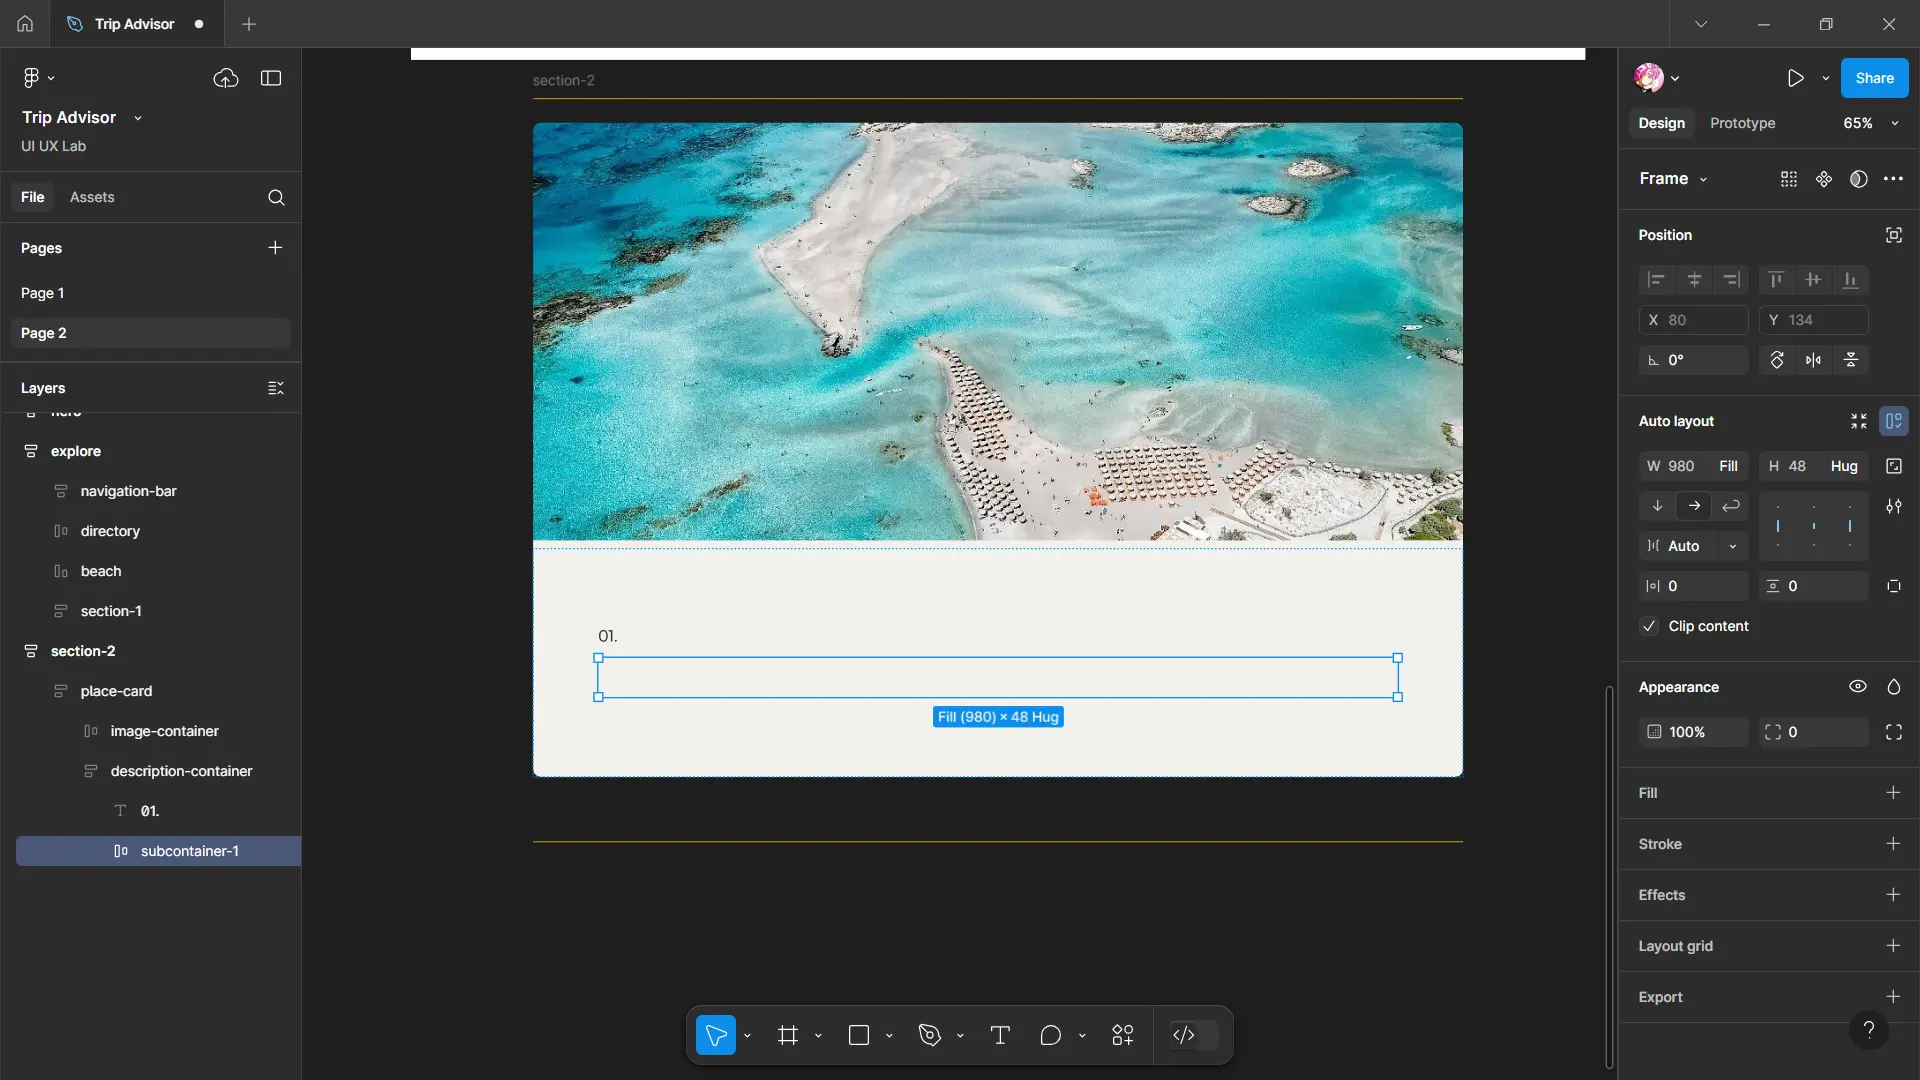 Trip Advisor
Trip Advisor
UI UX Lab
File
Assets
Pages
Page 1
Page 2
Layers
hero
explore
navigation-bar
directory
beach
section-1
section-2
place-card
image-container
description-container
01.
subcontainer-1
section-2
01.
Fill (980) × 48 Hug
Share
Design
Prototype
65%
Frame
Position
X 80
Y 134
0°
Auto layout
W 980 Fill
H 48 Hug
Auto
0
0
Clip content
Appearance
100%
0
Fill
Stroke
Effects
Layout grid
Export
?